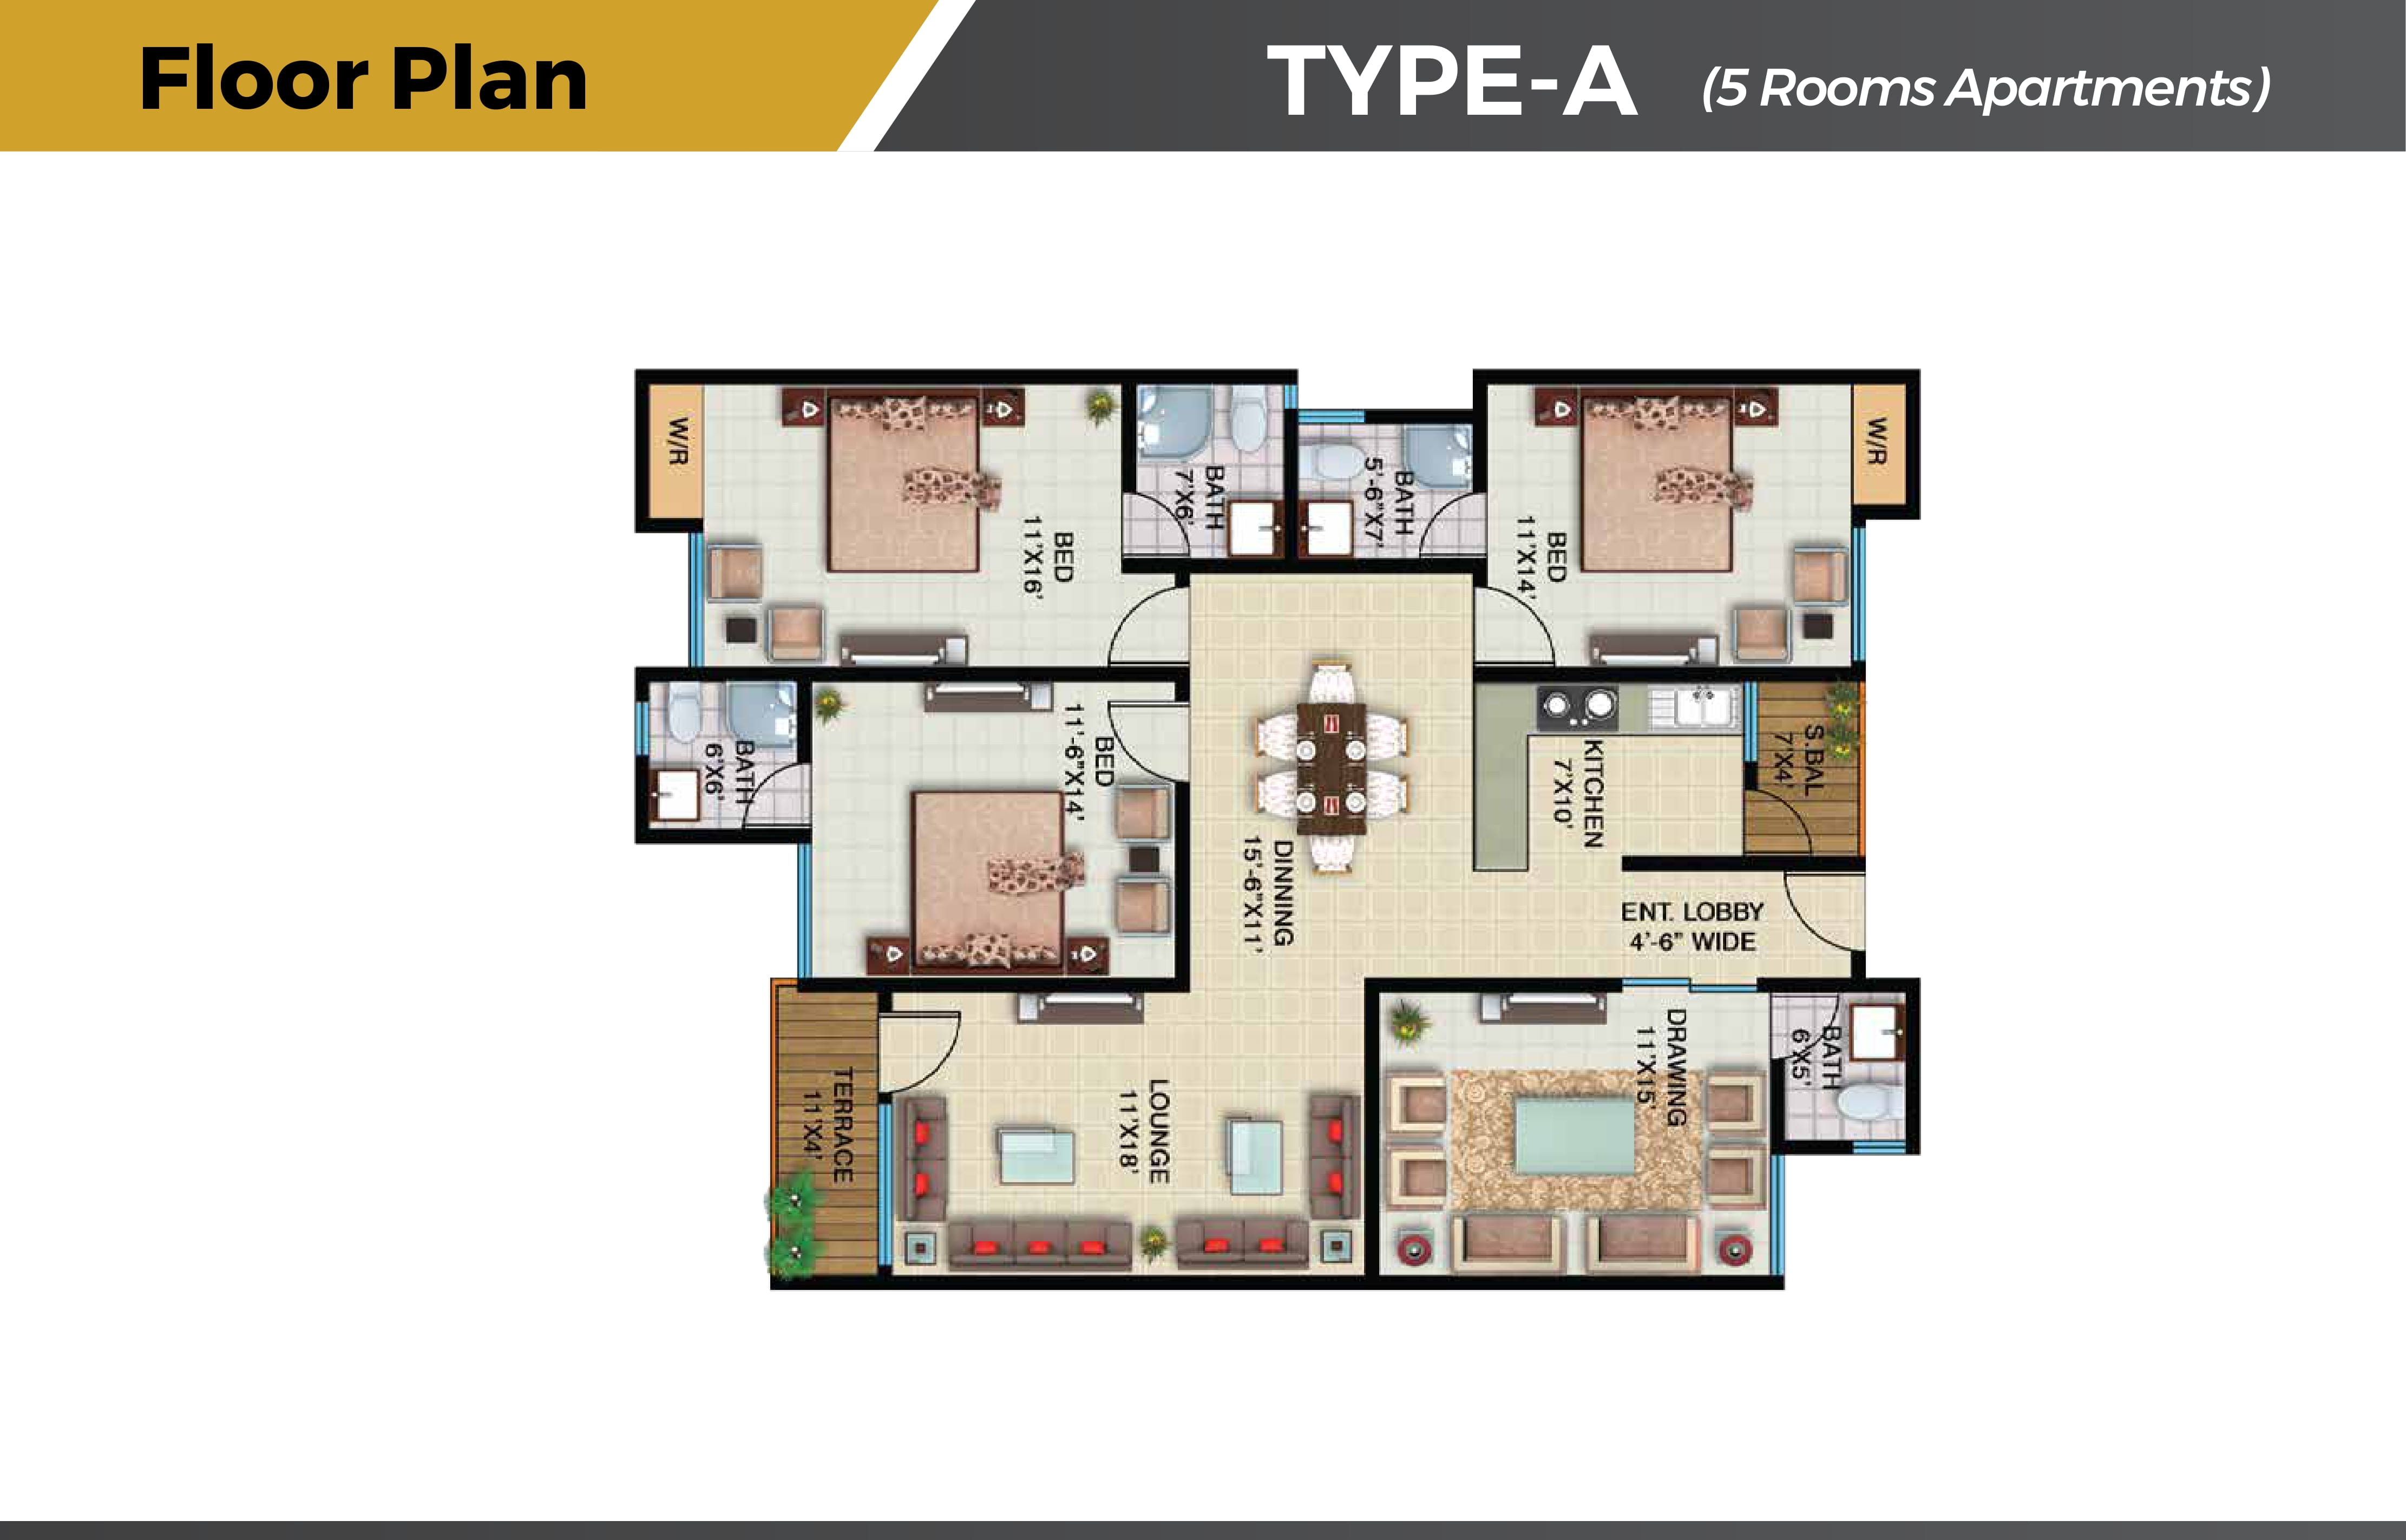 Floor Plan
TYPE-A (5 Rooms Apartments)
W/R
BED
11'X16'
BATH
7'X6'
BATH
5'-6"X7'
BED
11'X14'
W/R
BATH
6'X6'
BED
11'-6"X14'
DINNING
15'-6"X11'
KITCHEN
7'X10'
S.BAL
7'X4'
ENT. LOBBY
4'-6" WIDE
TERRACE
11'X4'
LOUNGE
11'X18'
DRAWING
11'X15'
BATH
6'X5'